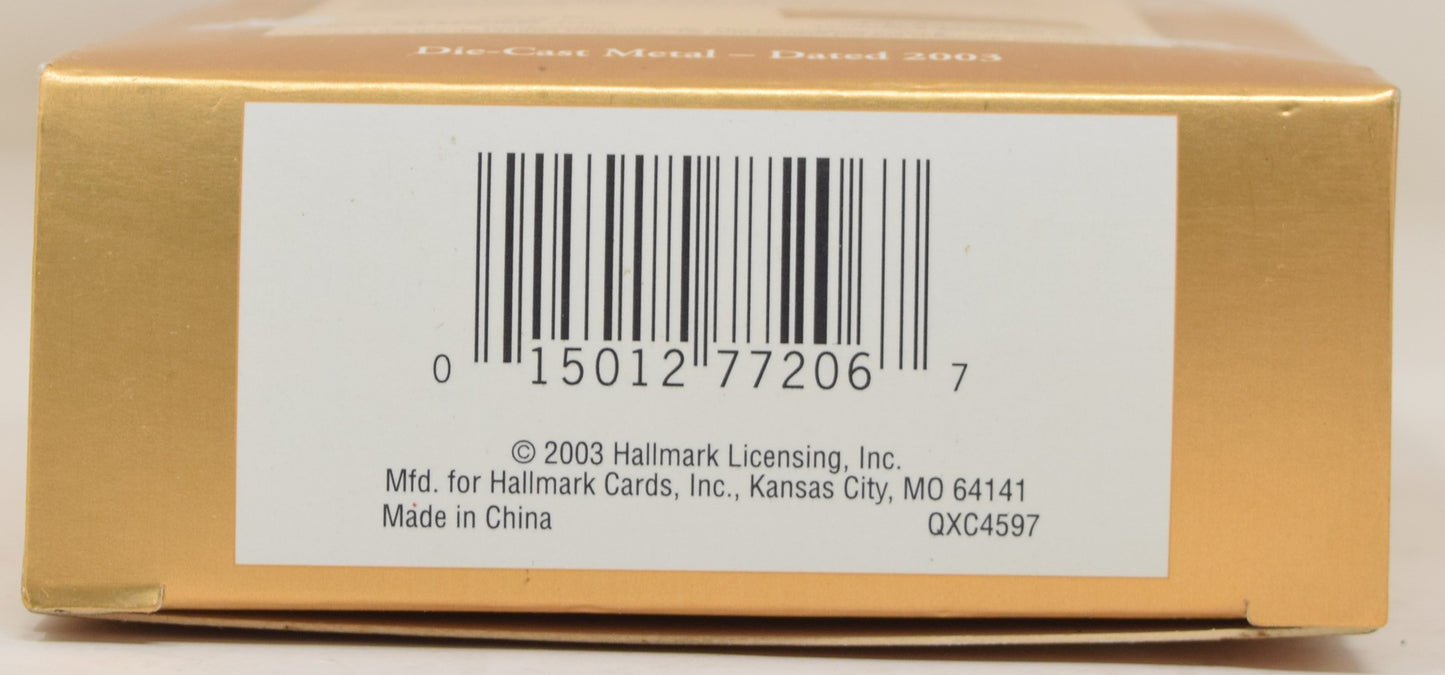 Die-Cast Metal – Dated 2003
0 15012 77206 7
© 2003 Hallmark Licensing, Inc.
Mfd. for Hallmark Cards, Inc., Kansas City, MO 64141
Made in China QXC4597